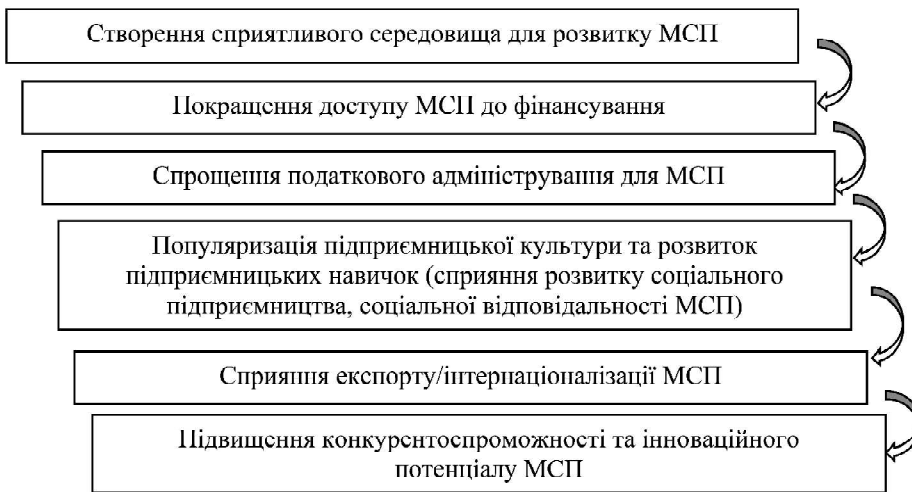 Створення сприятливого середовища для розвитку МСП
Покращення доступу МСП до фінансування
Спрощення податкового адміністрування для МСП
Популяризація підприємницької культури та розвиток
підприємницьких навичок (сприяння розвитку соціального
підприємництва, соціальної відповідальності МСП)
Сприяння експорту/інтернаціоналізації МСП
Підвищення конкурентоспроможності та інноваційного
потенціалу МСП